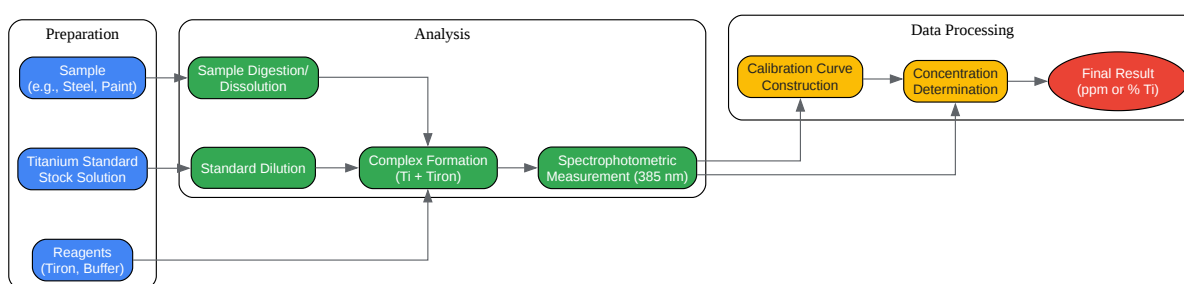 Preparation
Sample
(e.g., Steel, Paint)
Titanium Standard
Stock Solution
Reagents
(Tiron, Buffer)
Analysis
Sample Digestion/
Dissolution
Standard Dilution
Complex Formation
(Ti + Tiron)
Spectrophotometric
Measurement (385 nm)
Data Processing
Calibration Curve
Construction
Concentration
Determination
Final Result
(ppm or % Ti)